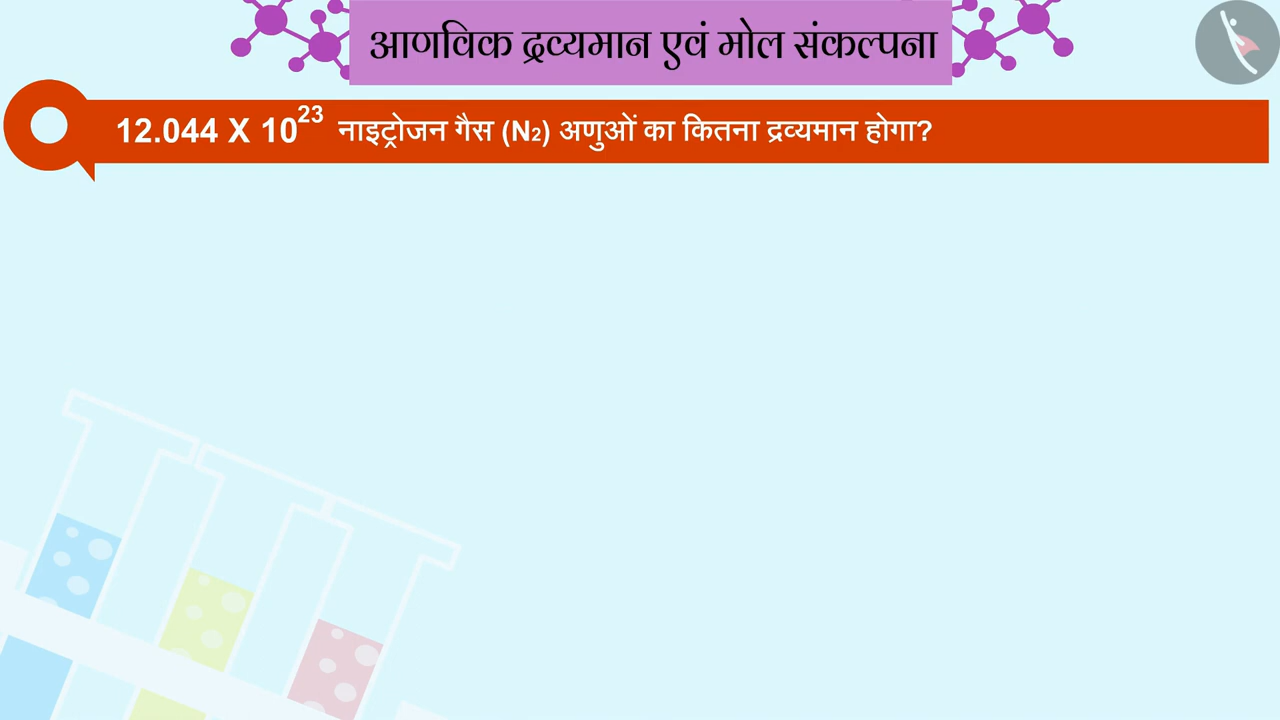 आणविक द्रव्यमान एवं मोल संकल्पना
12.044 X 10²³ नाइट्रोजन गैस (N₂) अणुओं का कितना द्रव्यमान होगा?